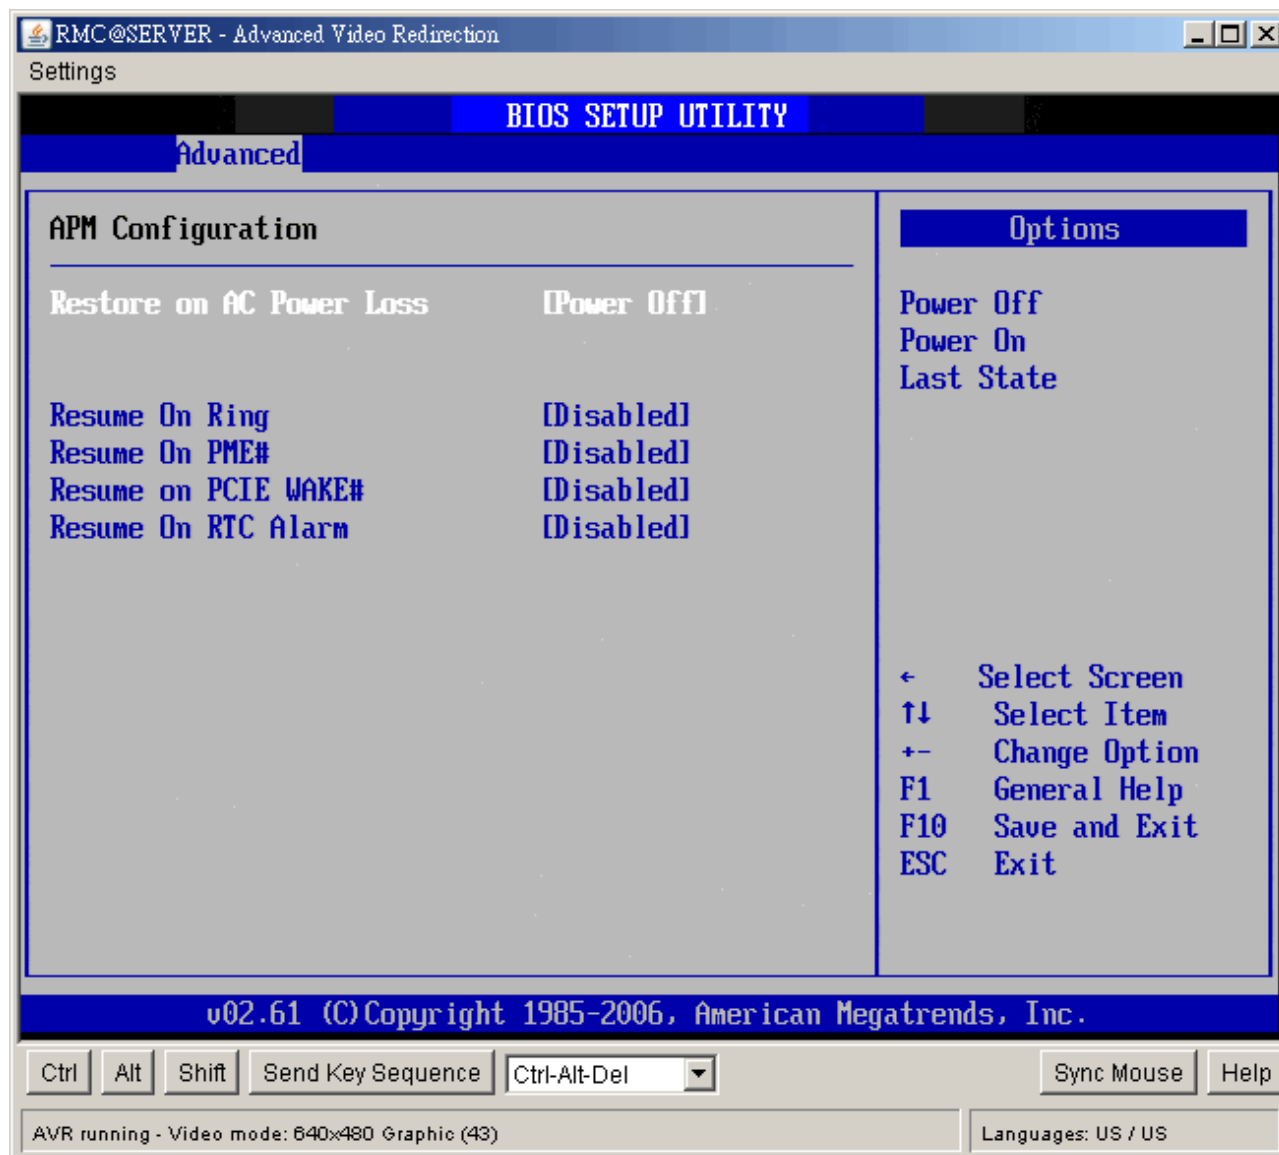 RMC@SERVER - Advanced Video Redirection
Settings
BIOS SETUP UTILITY
Advanced
APM Configuration
Restore on AC Power Loss [Power Off]
Resume On Ring [Disabled]
Resume On PME# [Disabled]
Resume on PCIE WAKE# [Disabled]
Resume On RTC Alarm [Disabled]
Options
Power Off
Power On
Last State
← Select Screen
↑↓ Select Item
+- Change Option
F1 General Help
F10 Save and Exit
ESC Exit
v02.61 (C)Copyright 1985-2006, American Megatrends, Inc.
Ctrl Alt Shift Send Key Sequence Ctrl-Alt-Del Sync Mouse Help
AVR running - Video mode: 640x480 Graphic (43) Languages: US / US